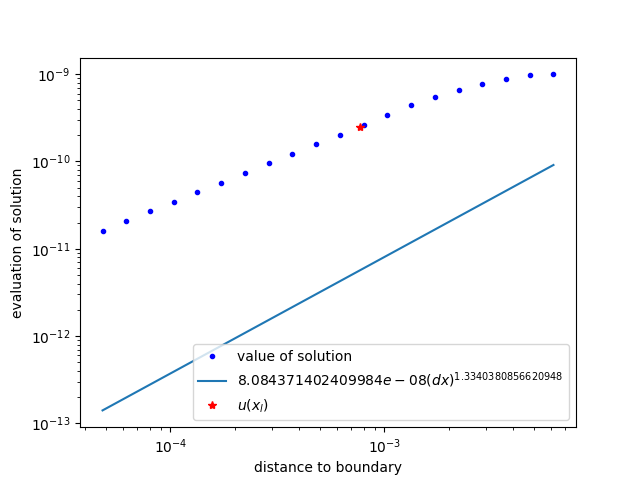 10^{-9}
10^{-10}
10^{-11}
10^{-12}
10^{-13}
evaluation of solution
value of solution
8.084371402409984e − 08(dx)^{1.3340380856620948}
u(x_l)
10^{-4}
10^{-3}
distance to boundary